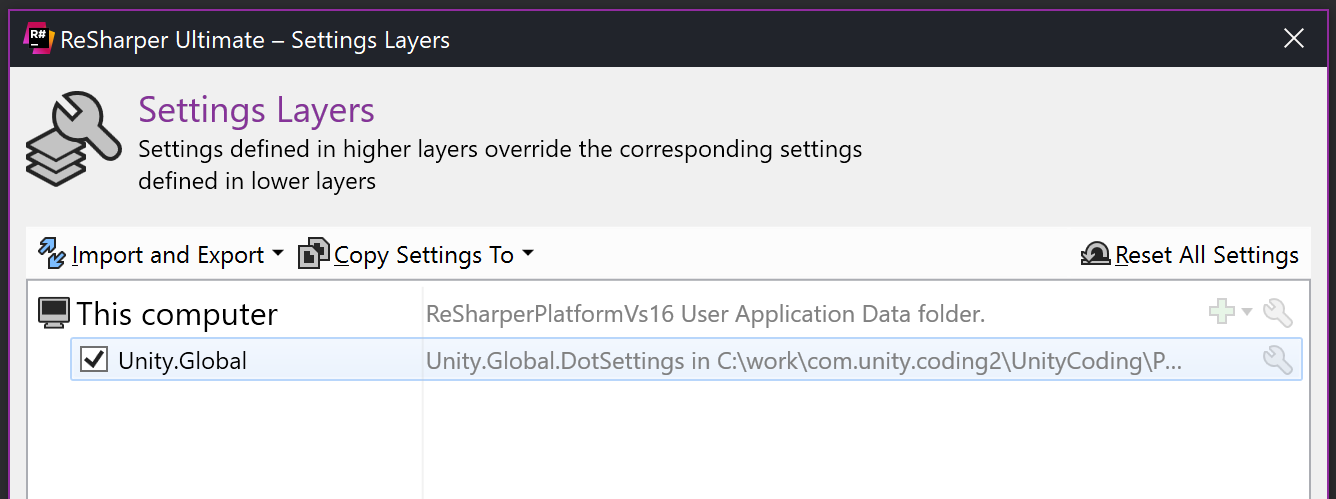 R#
ReSharper Ultimate – Settings Layers
Settings Layers
Settings defined in higher layers override the corresponding settings
defined in lower layers
Import and Export
Copy Settings To
Reset All Settings
This computer
ReSharperPlatformVs16 User Application Data folder.
Unity.Global
Unity.Global.DotSettings in C:\work\com.unity.coding2\UnityCoding\P...